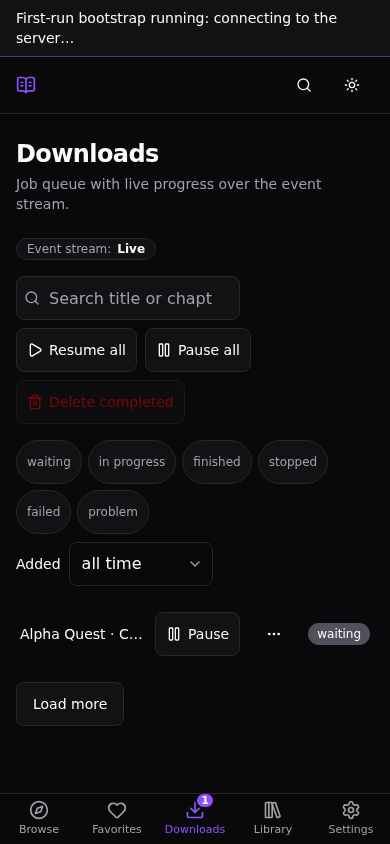 First-run bootstrap running: connecting to the
server…
Downloads
Job queue with live progress over the event
stream.
Event stream: Live
Search title or chapt
Resume all
Pause all
Delete completed
waiting
in progress
finished
stopped
failed
problem
Added
all time
Alpha Quest · C…
Pause
waiting
Load more
1
Browse
Favorites
Downloads
Library
Settings